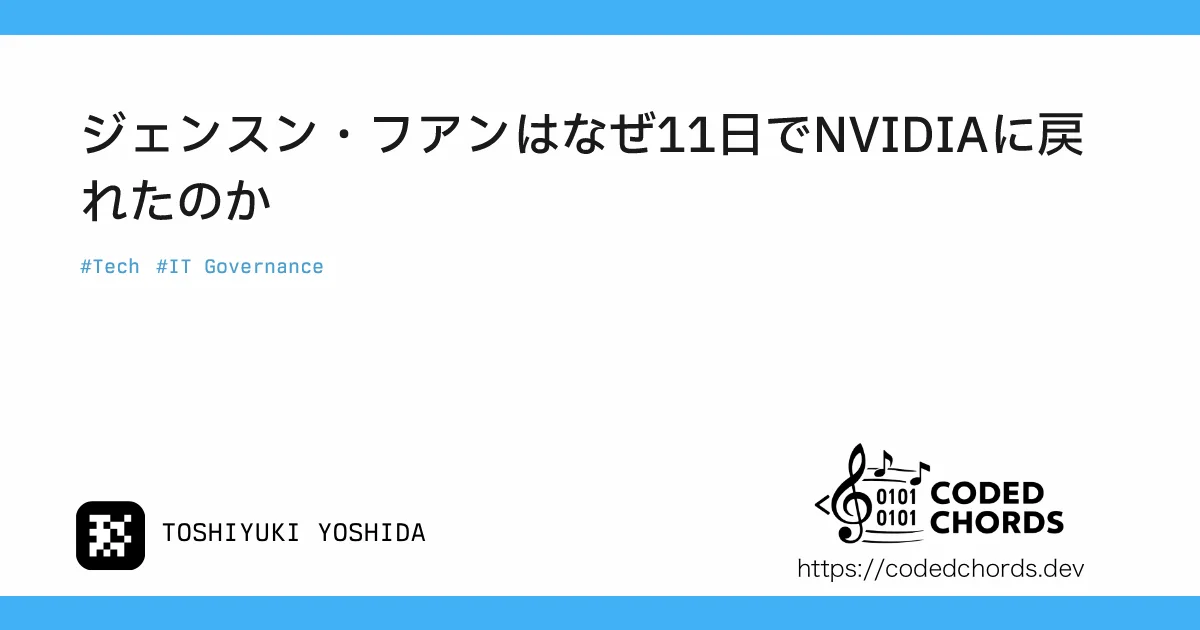 ジェンスン・フアンはなぜ11日でNVIDIAに戻
れたのか
#Tech #IT Governance
TOSHIYUKI YOSHIDA
0101
0101
CODED
CHORDS
https://codedchords.dev